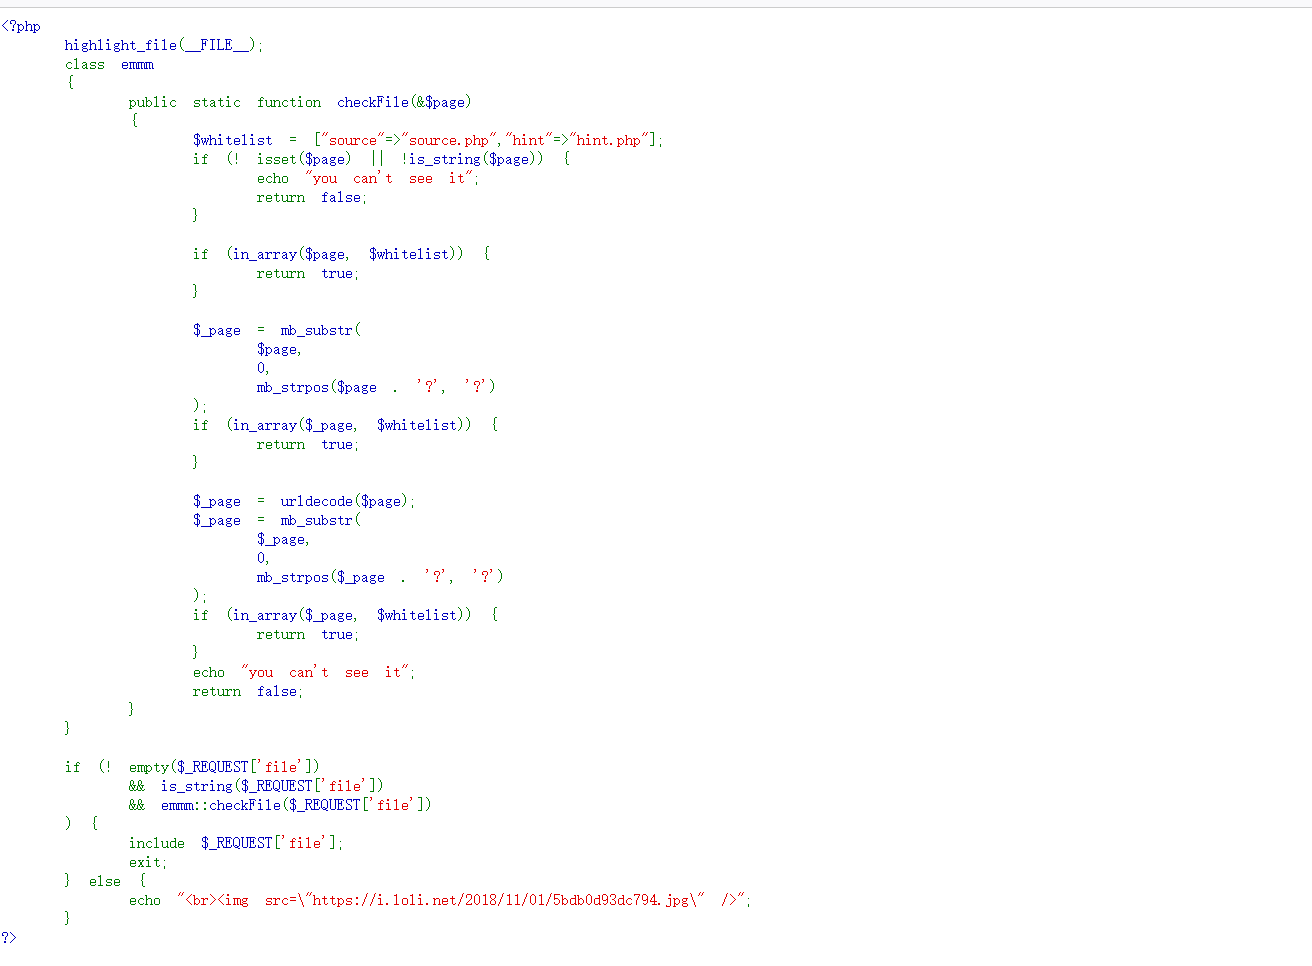 <?php
highlight_file(__FILE__);
class emmm
{
public static function checkFile(&$page)
{
$whitelist = ["source"=>"source.php","hint"=>"hint.php"];
if (! isset($page) || !is_string($page)) {
echo "you can't see it";
return false;
}
if (in_array($page, $whitelist)) {
return true;
}
$_page = mb_substr(
$page,
0,
mb_strpos($page . '?', '?')
);
if (in_array($_page, $whitelist)) {
return true;
}
$_page = urldecode($page);
$_page = mb_substr(
$_page,
0,
mb_strpos($_page . '?', '?')
);
if (in_array($_page, $whitelist)) {
return true;
}
echo "you can't see it";
return false;
}
}
if (! empty($_REQUEST['file'])
&& is_string($_REQUEST['file'])
&& emmm::checkFile($_REQUEST['file'])
) {
include $_REQUEST['file'];
exit;
} else {
echo "<br><img src=\"https://i.loli.net/2018/11/01/5bdb0d93dc794.jpg\" />";
}
?>